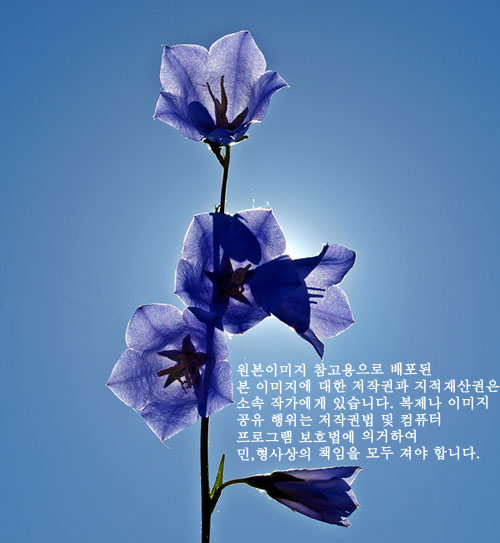 원본이미지 참고용으로 배포된
본 이미지에 대한 저작권과 지적재산권은
소속 작가에게 있습니다. 복제나 이미지
공유 행위는 저작권법 및 컴퓨터
프로그램 보호법에 의거하여
민,형사상의 책임을 모두 져야 합니다.